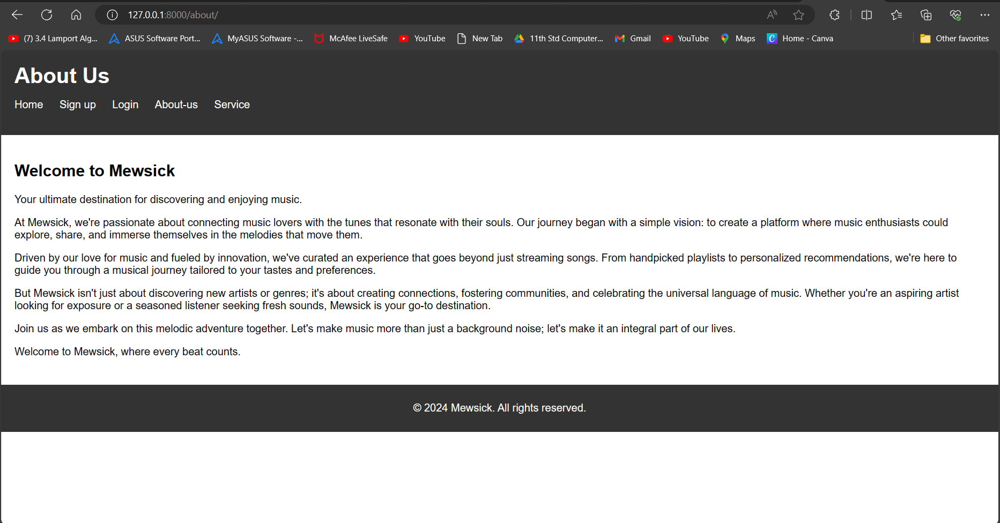 127.0.0.1:8000/about/
(7) 3.4 Lamport Alg... ASUS Software Port... MyASUS Software -... McAfee LiveSafe YouTube New Tab 11th Std Computer... Gmail YouTube Maps Home - Canva Other favorites
About Us
Home Sign up Login About-us Service
Welcome to Mewsick
Your ultimate destination for discovering and enjoying music.
At Mewsick, we're passionate about connecting music lovers with the tunes that resonate with their souls. Our journey began with a simple vision: to create a platform where music enthusiasts could
explore, share, and immerse themselves in the melodies that move them.
Driven by our love for music and fueled by innovation, we've curated an experience that goes beyond just streaming songs. From handpicked playlists to personalized recommendations, we're here to
guide you through a musical journey tailored to your tastes and preferences.
But Mewsick isn't just about discovering new artists or genres; it's about creating connections, fostering communities, and celebrating the universal language of music. Whether you're an aspiring artist
looking for exposure or a seasoned listener seeking fresh sounds, Mewsick is your go-to destination.
Join us as we embark on this melodic adventure together. Let's make music more than just a background noise; let's make it an integral part of our lives.
Welcome to Mewsick, where every beat counts.
© 2024 Mewsick. All rights reserved.